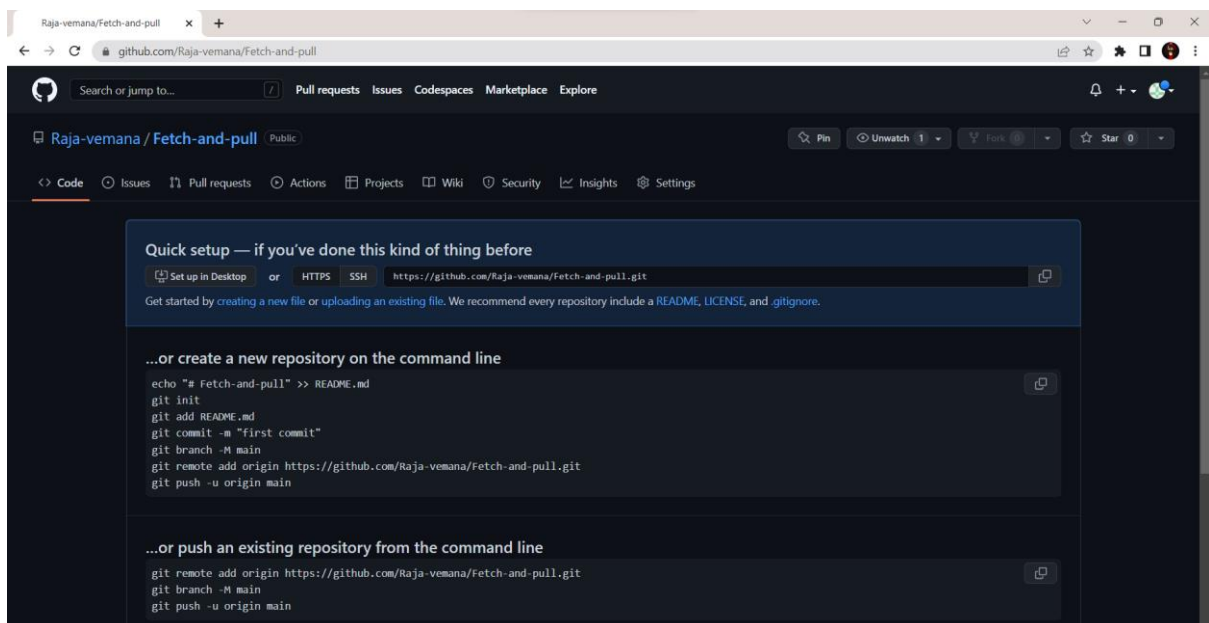 Raja-vemana/Fetch-and-pull
github.com/Raja-vemana/Fetch-and-pull
Search or jump to... / Pull requests Issues Codespaces Marketplace Explore
Raja-vemana / Fetch-and-pull Public Pin Unwatch 1 Fork 0 Star 0
<> Code Issues Pull requests Actions Projects Wiki Security Insights Settings
Quick setup — if you've done this kind of thing before
Set up in Desktop or HTTPS SSH https://github.com/Raja-vemana/Fetch-and-pull.git
Get started by creating a new file or uploading an existing file. We recommend every repository include a README, LICENSE, and .gitignore.
...or create a new repository on the command line
echo "# Fetch-and-pull" >> README.md
git init
git add README.md
git commit -m "first commit"
git branch -M main
git remote add origin https://github.com/Raja-vemana/Fetch-and-pull.git
git push -u origin main
...or push an existing repository from the command line
git remote add origin https://github.com/Raja-vemana/Fetch-and-pull.git
git branch -M main
git push -u origin main